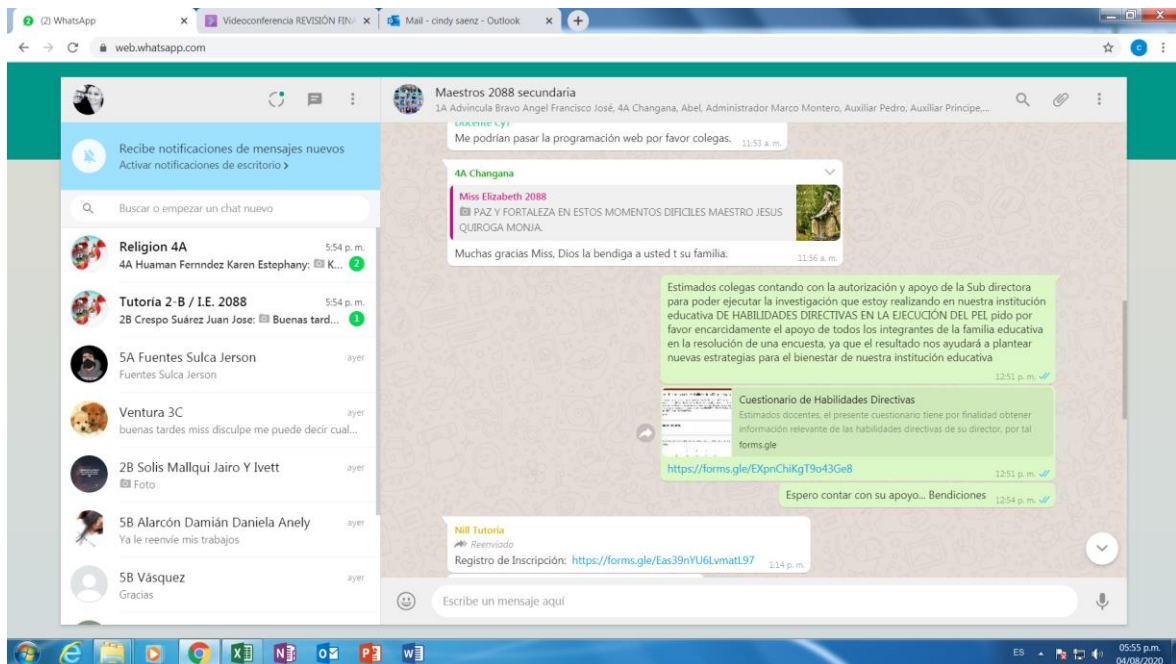 (2) WhatsApp
Videoconferencia REVISIÓN FINA
Mail - cindy saenz - Outlook
web.whatsapp.com
c
Recibe notificaciones de mensajes nuevos
Activar notificaciones de escritorio >
Buscar o empezar un chat nuevo
Religion 4A 5:54 p. m.
4A Huaman Fernndez Karen Estephany: K... 2
Tutoría 2-B / I.E. 2088 5:54 p. m.
2B Crespo Suárez Juan Jose: Buenas tard... 1
5A Fuentes Sulca Jerson ayer
Fuentes Sulca Jerson
Ventura 3C ayer
buenas tardes miss disculpe me puede decir cual...
2B Solis Mallqui Jairo Y Ivett ayer
Foto
5B Alarcón Damián Daniela Anely ayer
Ya le reenvíe mis trabajos
5B Vásquez ayer
Gracias
Maestros 2088 secundaria
1A Advincula Bravo Angel Francisco José, 4A Changana, Abel, Administrador Marco Montero, Auxiliar Pedro, Auxiliar Principe,...
Docente CyT
Me podrían pasar la programación web por favor colegas. 11:53 a. m.
4A Changana
Miss Elizabeth 2088
PAZ Y FORTALEZA EN ESTOS MOMENTOS DIFICILES MAESTRO JESUS
QUIROGA MONJA.
Muchas gracias Miss, Dios la bendiga a usted t su familia. 11:56 a. m.
Estimados colegas contando con la autorización y apoyo de la Sub directora
para poder ejecutar la investigación que estoy realizando en nuestra institución
educativa DE HABILIDADES DIRECTIVAS EN LA EJECUCIÓN DEL PEI, pido por
favor encarcidamente el apoyo de todos los integrantes de la familia educativa
en la resolución de una encuesta, ya que el resultado nos ayudará a plantear
nuevas estrategias para el bienestar de nuestra institución educativa
12:51 p. m.
Cuestionario de Habilidades Directivas
Estimados docentes, el presente cuestionario tiene por finalidad obtener
información relevante de las habilidades directivas de su director, por tal
forms.gle
https://forms.gle/EXpnChiKgT9o43Ge8 12:51 p. m.
Espero contar con su apoyo... Bendiciones 12:54 p. m.
Nill Tutoria
Reenviado
Registro de Inscripción: https://forms.gle/Eas39nYU6LvmatL97 1:14 p. m.
Escribe un mensaje aquí
ES 05:55 p.m.
04/08/2020